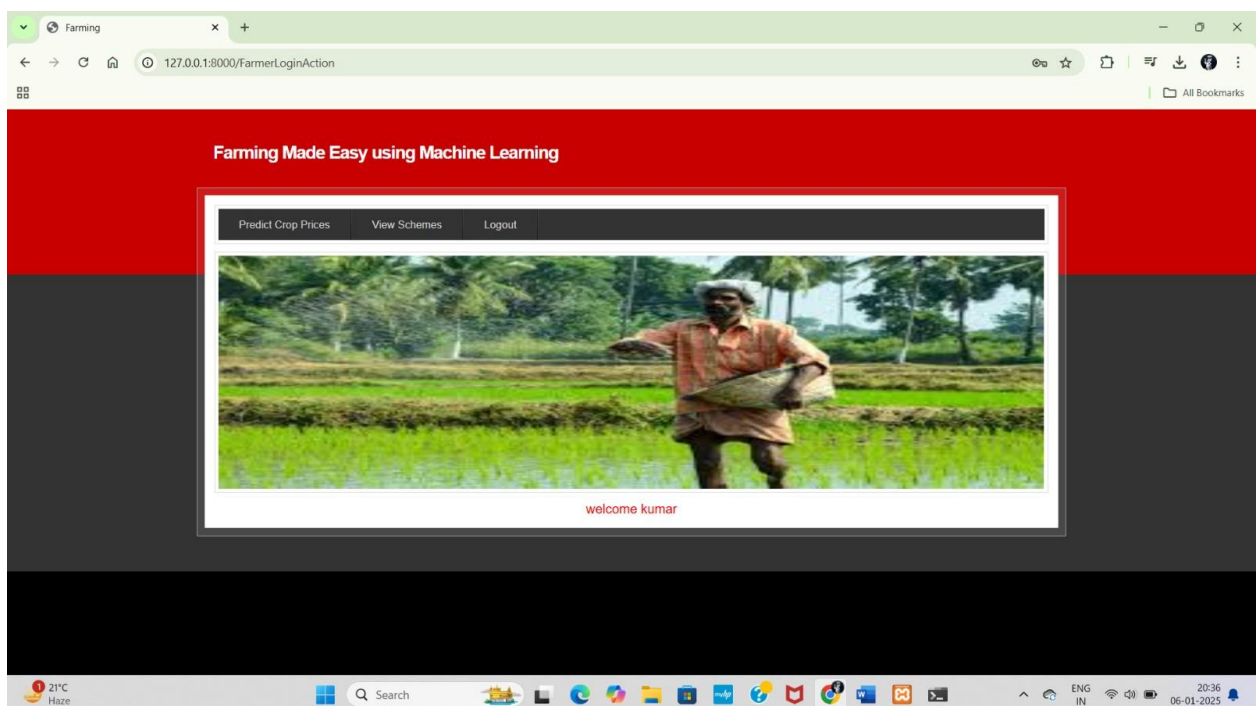 Farming
127.0.0.1:8000/FarmerLoginAction
All Bookmarks
Farming Made Easy using Machine Learning
Predict Crop Prices View Schemes Logout
welcome kumar
1
21°C
Haze
Search
ENG
IN
20:36
06-01-2025